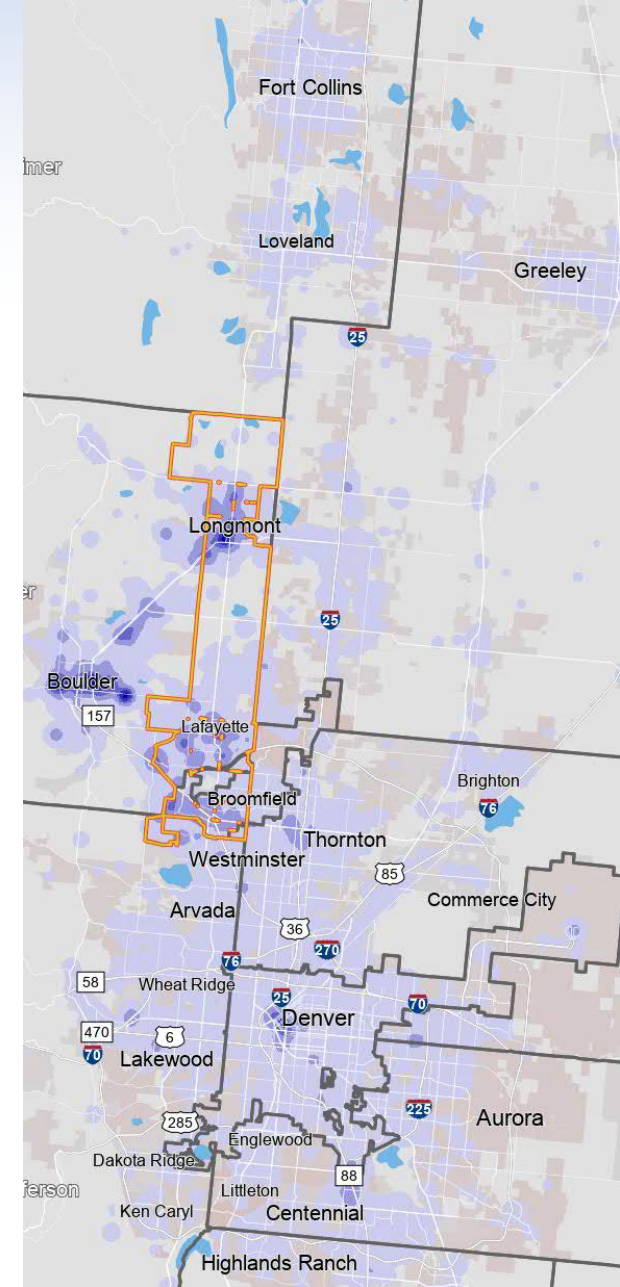 Fort Collins
imer
Loveland
Greeley
25
Longmont
25
er
Boulder
157
Lafayette
Brighton
Broomfield
76
Thornton
Westminster
85
Commerce City
Arvada
36
270
76
58
Wheat Ridge
25
70
Denver
470
6
70
Lakewood
225
Aurora
285
Englewood
Dakota Ridge
88
ferson
Littleton
Ken Caryl
Centennial
Highlands Ranch